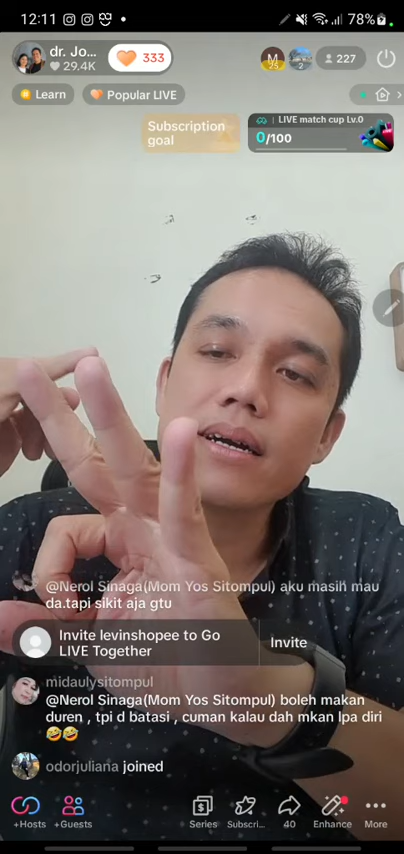 12:11
78%
dr. Jo...
29.4K
333
M
25
2
227
Learn
Popular LIVE
Subscription
goal
LIVE match cup Lv.0
0/100
@Nerol Sinaga(Mom Yos Sitompul) aku masih mau
da.tapi sikit aja gtu
Invite levinshopee to Go
LIVE Together
Invite
midaulysitompul
@Nerol Sinaga(Mom Yos Sitompul) boleh makan
duren , tpi d batasi , cuman kalau dah mkan lpa diri
🤣🤣
odorjuliana joined
+Hosts
+Guests
Series
Subscri...
40
Enhance
More